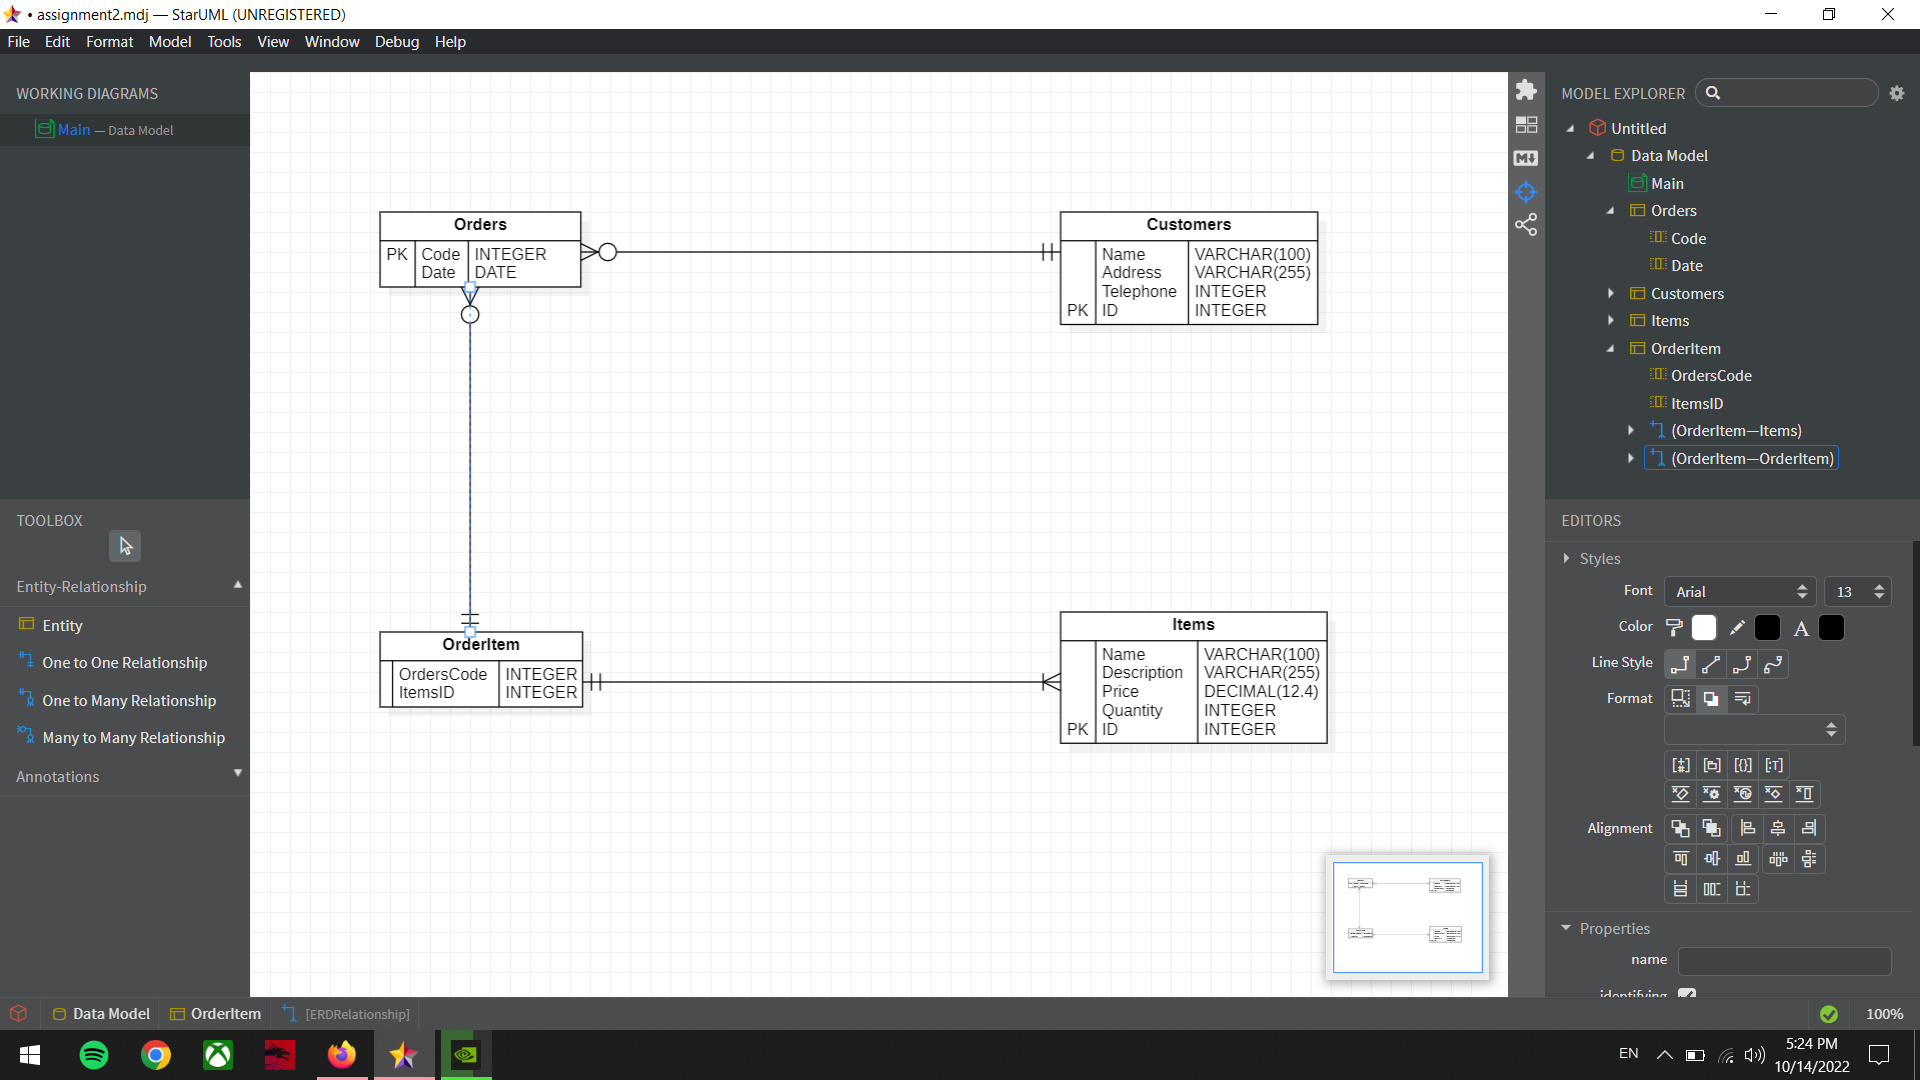 • assignment2.mdj — StarUML (UNREGISTERED)
File Edit Format Model Tools View Window Debug Help
WORKING DIAGRAMS
Main — Data Model
TOOLBOX
Entity-Relationship
Entity
One to One Relationship
One to Many Relationship
Many to Many Relationship
Annotations
Orders
PK Code INTEGER
Date DATE
Customers
Name VARCHAR(100)
Address VARCHAR(255)
Telephone INTEGER
PK ID INTEGER
OrderItem
OrdersCode INTEGER
ItemsID INTEGER
Items
Name VARCHAR(100)
Description VARCHAR(255)
Price DECIMAL(12.4)
Quantity INTEGER
PK ID INTEGER
MODEL EXPLORER
Untitled
Data Model
Main
Orders
Code
Date
Customers
Items
OrderItem
OrdersCode
ItemsID
(OrderItem—Items)
(OrderItem—OrderItem)
EDITORS
Styles
Font Arial 13
Color A
Line Style
Format
Alignment
Properties
name
identifying
Data Model OrderItem [ERDRelationship]
100%
EN
5:24 PM
10/14/2022